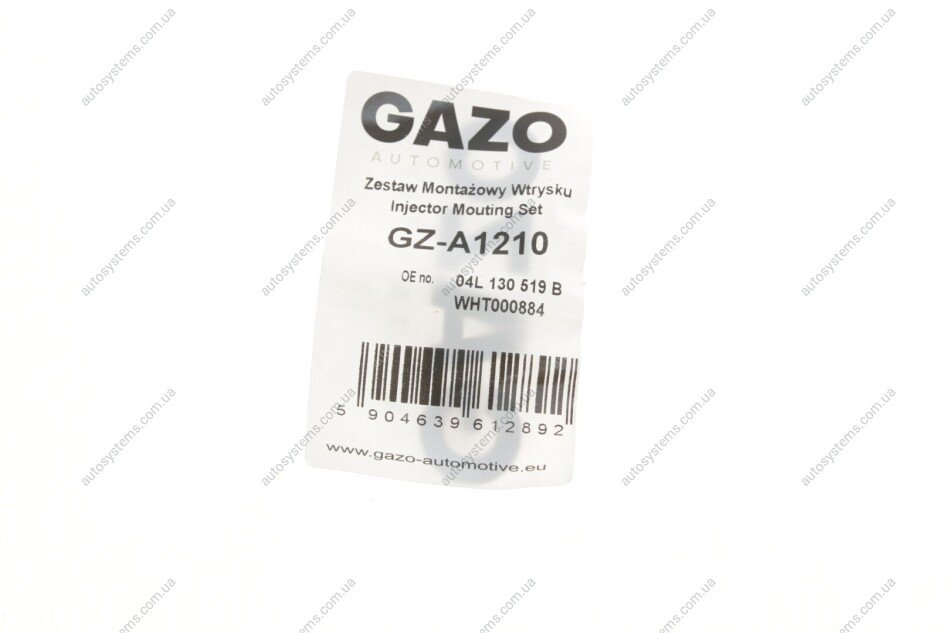 GAZO
AUTOMOTIVE
Zestaw Montażowy Wtrysku
Injector Mouting Set
GZ-A1210
OE no. 04L 130 519 B
WHT000884
5 904639 612892
www.gazo-automotive.eu
autosystems.com.ua